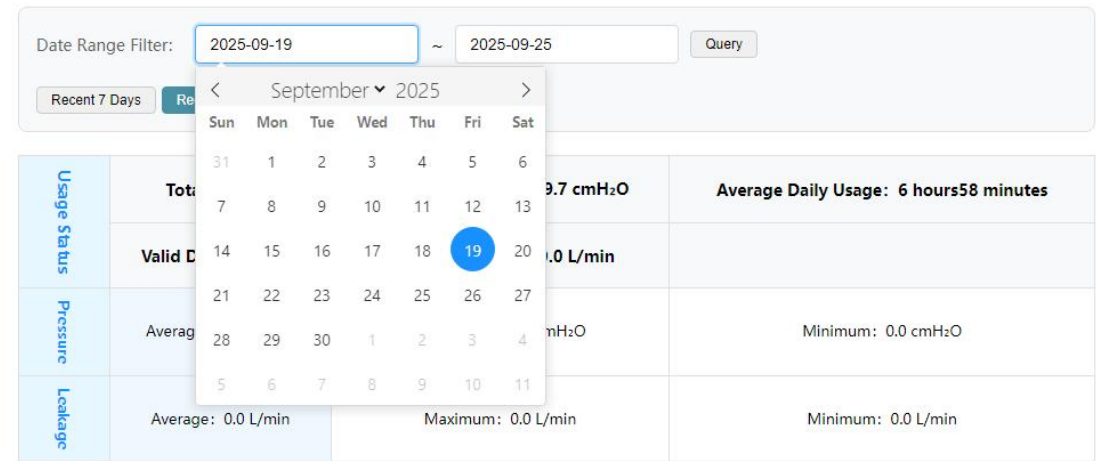 Date Range Filter: 2025-09-19 ~ 2025-09-25 Query
Recent 7 Days Re
September 2025
Sun Mon Tue Wed Thu Fri Sat
31 1 2 3 4 5 6
7 8 9 10 11 12 13
14 15 16 17 18 19 20
21 22 23 24 25 26 27
28 29 30 1 2 3 4
5 6 7 8 9 10 11
Usage Status
Tota 9.7 cmH₂O Average Daily Usage: 6 hours58 minutes
Valid D .0 L/min
Pressure
Averag mH₂O Minimum: 0.0 cmH₂O
Leakage
Average: 0.0 L/min Maximum: 0.0 L/min Minimum: 0.0 L/min